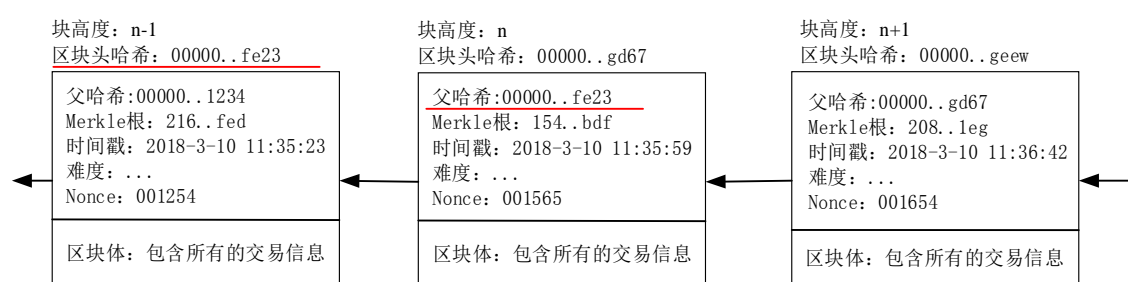 块高度：n-1
区块头哈希：00000..fe23
父哈希:00000..1234
Merkle根：216..fed
时间戳：2018-3-10 11:35:23
难度：...
Nonce：001254
区块体：包含所有的交易信息
块高度：n
区块头哈希：00000..gd67
父哈希:00000..fe23
Merkle根：154..bdf
时间戳：2018-3-10 11:35:59
难度：...
Nonce：001565
区块体：包含所有的交易信息
块高度：n+1
区块头哈希：00000..geew
父哈希:00000..gd67
Merkle根：208..1eg
时间戳：2018-3-10 11:36:42
难度：...
Nonce：001654
区块体：包含所有的交易信息